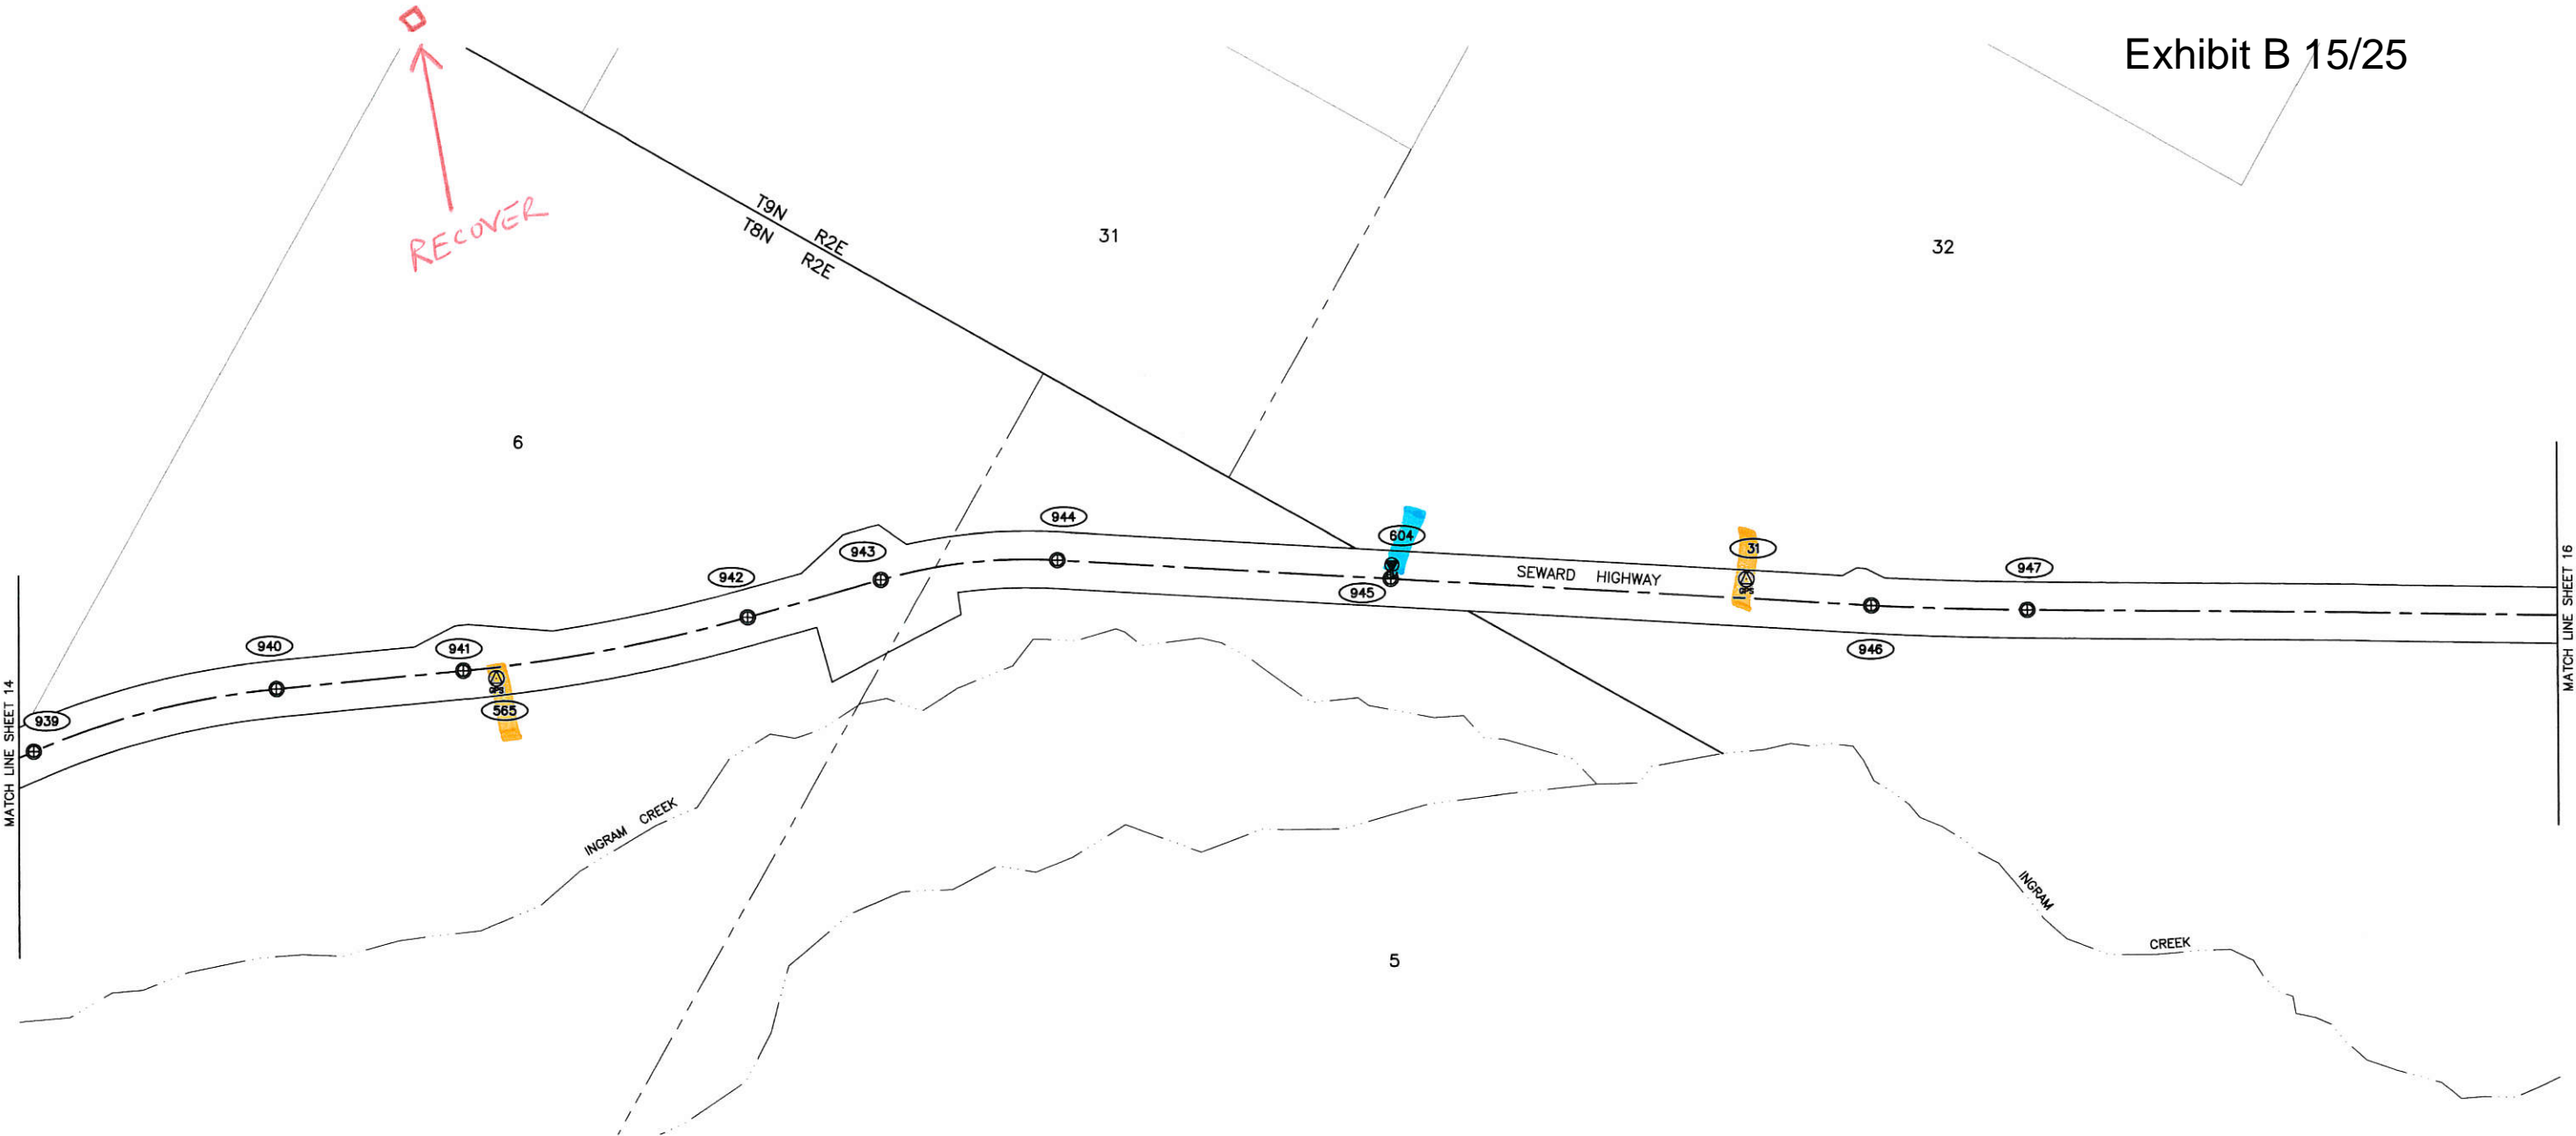 Exhibit B 15/25
RECOVER
T9N R2E
T8N R2E
31
32
6
944
604
31
943
947
942
SEWARD HIGHWAY
945
940
941
946
GPS
GPS
565
939
MATCH LINE SHEET 14
MATCH LINE SHEET 16
INGRAM CREEK
INGRAM CREEK
5